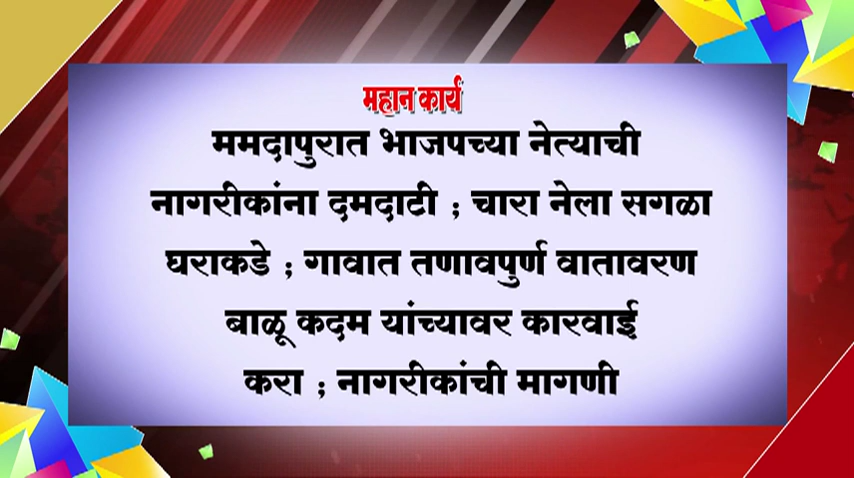 महान कार्य
ममदापुरात भाजपच्या नेत्याची
नागरीकांना दमदाटी ; चारा नेला सगळा
घराकडे ; गावात तणावपुर्ण वातावरण
बाळू कदम यांच्यावर कारवाई
करा ; नागरीकांची मागणी